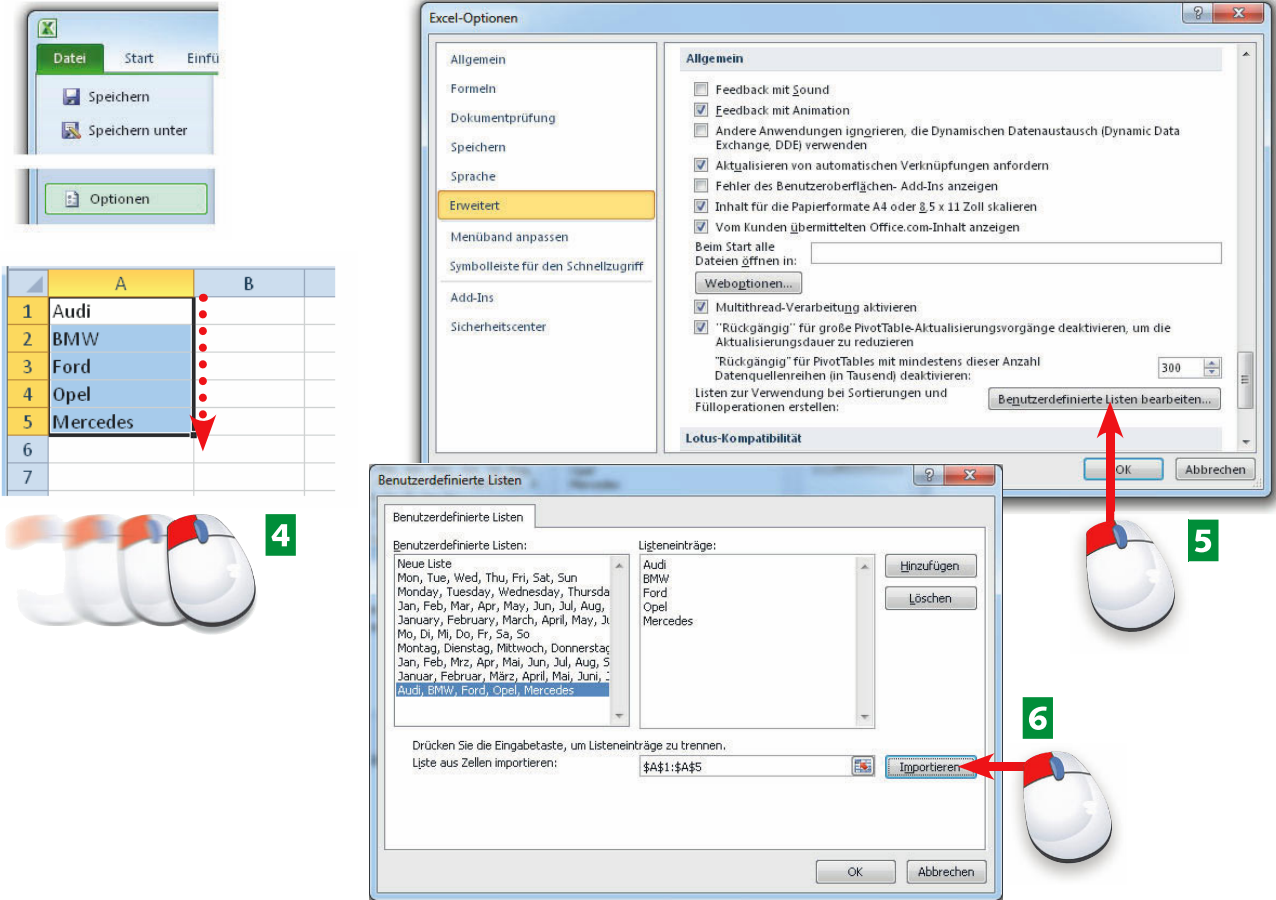 Datei Start Einfü
Speichern
Speichern unter
Optionen
A B
1 Audi
2 BMW
3 Ford
4 Opel
5 Mercedes
6
7
4
Excel-Optionen
Allgemein
Formeln
Dokumentprüfung
Speichern
Sprache
Erweitert
Menüband anpassen
Symbolleiste für den Schnellzugriff
Add-Ins
Sicherheitscenter
Allgemein
Feedback mit Sound
Feedback mit Animation
Andere Anwendungen ignorieren, die Dynamischen Datenaustausch (Dynamic Data
Exchange, DDE) verwenden
Aktualisieren von automatischen Verknüpfungen anfordern
Fehler des Benutzeroberflächen- Add-Ins anzeigen
Inhalt für die Papierformate A4 oder 8,5 x 11 Zoll skalieren
Vom Kunden übermittelten Office.com-Inhalt anzeigen
Beim Start alle
Dateien öffnen in:
Weboptionen...
Multithread-Verarbeitung aktivieren
"Rückgängig" für große PivotTable-Aktualisierungsvorgänge deaktivieren, um die
Aktualisierungsdauer zu reduzieren
"Rückgängig" für PivotTables mit mindestens dieser Anzahl
Datenquellenreihen (in Tausend) deaktivieren:
300
Listen zur Verwendung bei Sortierungen und
Fülloperationen erstellen:
Benutzerdefinierte Listen bearbeiten...
Lotus-Kompatibilität
OK Abbrechen
5
Benutzerdefinierte Listen
Benutzerdefinierte Listen
Benutzerdefinierte Listen:
Neue Liste
Mon, Tue, Wed, Thu, Fri, Sat, Sun
Monday, Tuesday, Wednesday, Thursda
Jan, Feb, Mar, Apr, May, Jun, Jul, Aug,
January, February, March, April, May, Ju
Mo, Di, Mi, Do, Fr, Sa, So
Montag, Dienstag, Mittwoch, Donnerstag
Jan, Feb, Mrz, Apr, Mai, Jun, Jul, Aug, S
Januar, Februar, März, April, Mai, Juni, J
Audi, BMW, Ford, Opel, Mercedes
Listeneinträge:
Audi
BMW
Ford
Opel
Mercedes
Hinzufügen
Löschen
Drücken Sie die Eingabetaste, um Listeneinträge zu trennen.
Liste aus Zellen importieren:
$A$1:$A$5
Importieren
OK Abbrechen
6